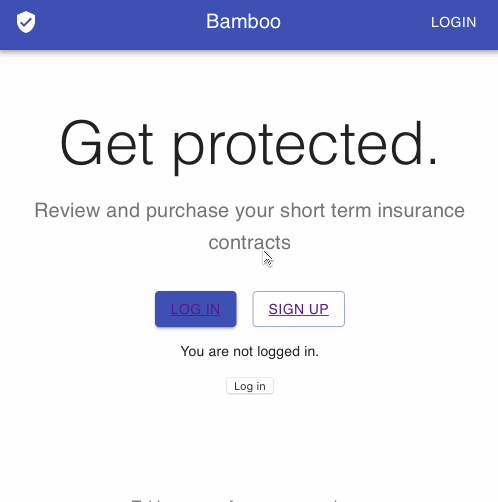 Bamboo
LOGIN
Get protected.
Review and purchase your short term insurance
contracts
LOG IN
SIGN UP
You are not logged in.
Log in